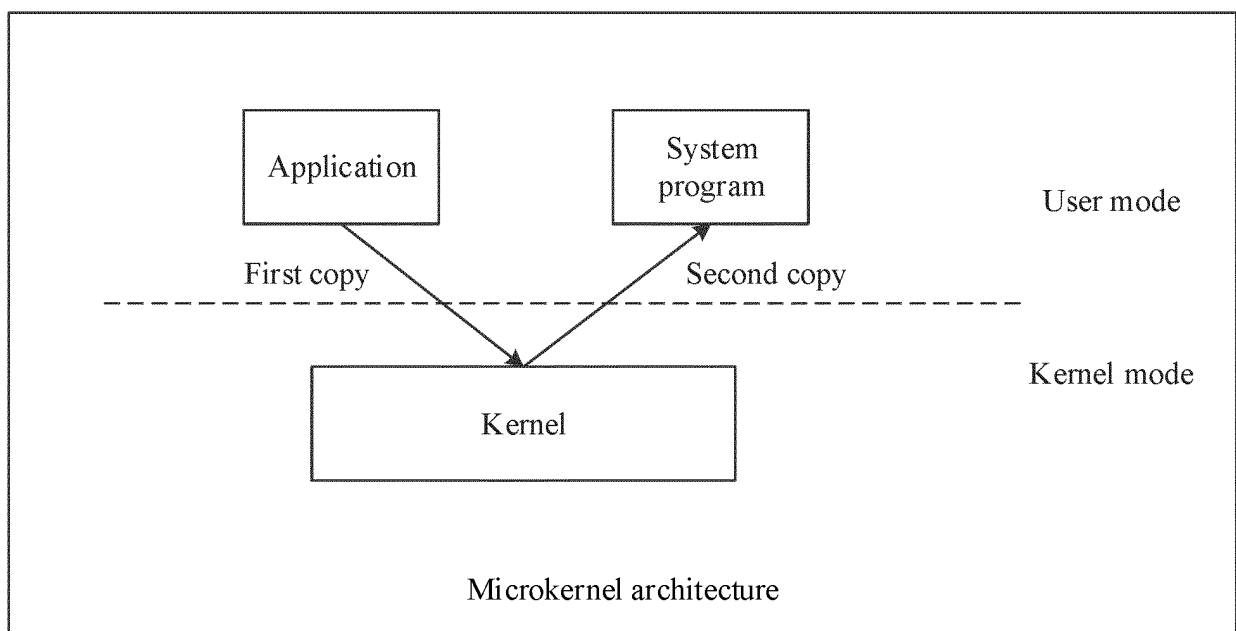 Application
System
program
User mode
First copy
Second copy
Kernel mode
Kernel
Microkernel architecture